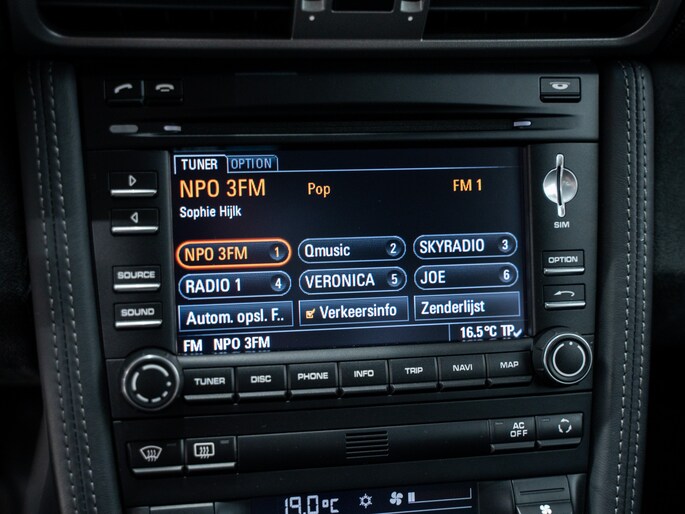 TUNER OPTION
NPO 3FM Pop FM 1
Sophie Hijlk
NPO 3FM 1 Qmusic 2 SKYRADIO 3
RADIO 1 4 VERONICA 5 JOE 6
Autom. opsl. F.. Verkeersinfo Zenderlijst
FM NPO 3FM 16.5°C TP
SIM
OPTION
SOURCE
SOUND
TUNER DISC PHONE INFO TRIP NAVI MAP
AC OFF
19.0°C